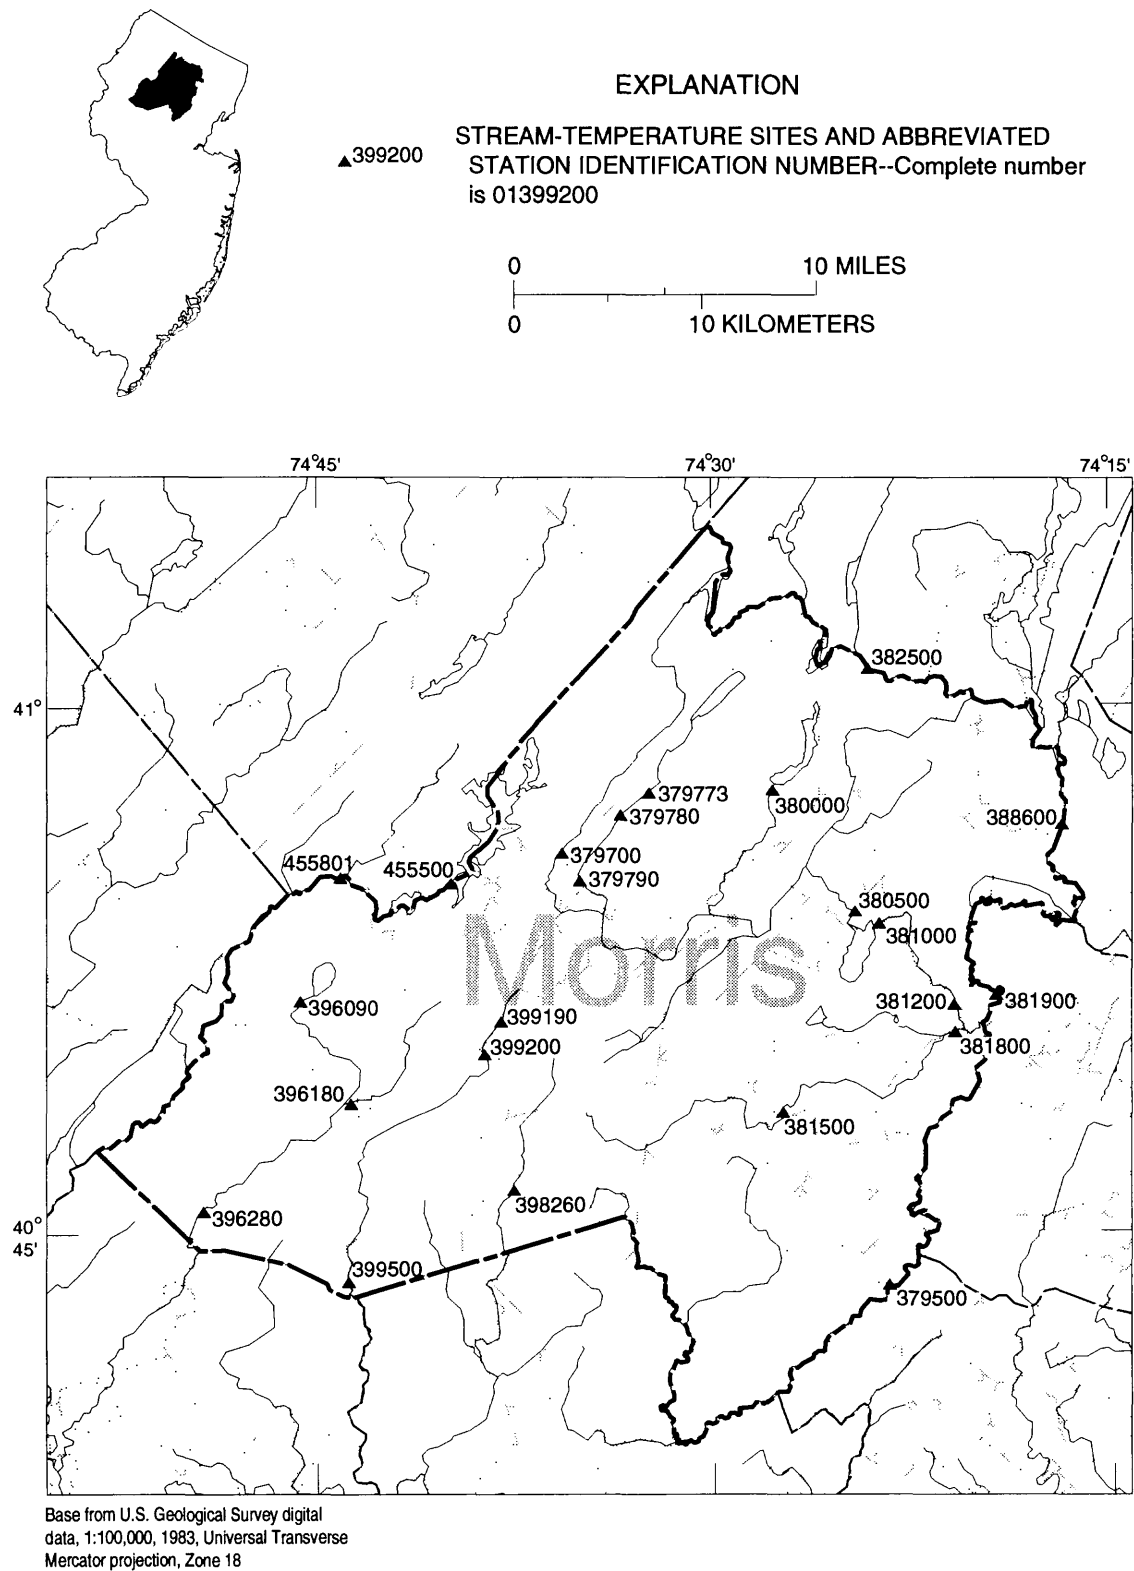 EXPLANATION
399200
STREAM-TEMPERATURE SITES AND ABBREVIATED
STATION IDENTIFICATION NUMBER--Complete number
is 01399200
0 10 MILES
0 10 KILOMETERS
74°45' 74°30' 74°15'
382500
41°
379773
380000
379780
388600
379700
455801
455500
379790
380500
381000
Morris
396090
381200
381900
399190
399200
381800
396180
381500
398260
396280
40°
45'
399500
379500
Base from U.S. Geological Survey digital
data, 1:100,000, 1983, Universal Transverse
Mercator projection, Zone 18